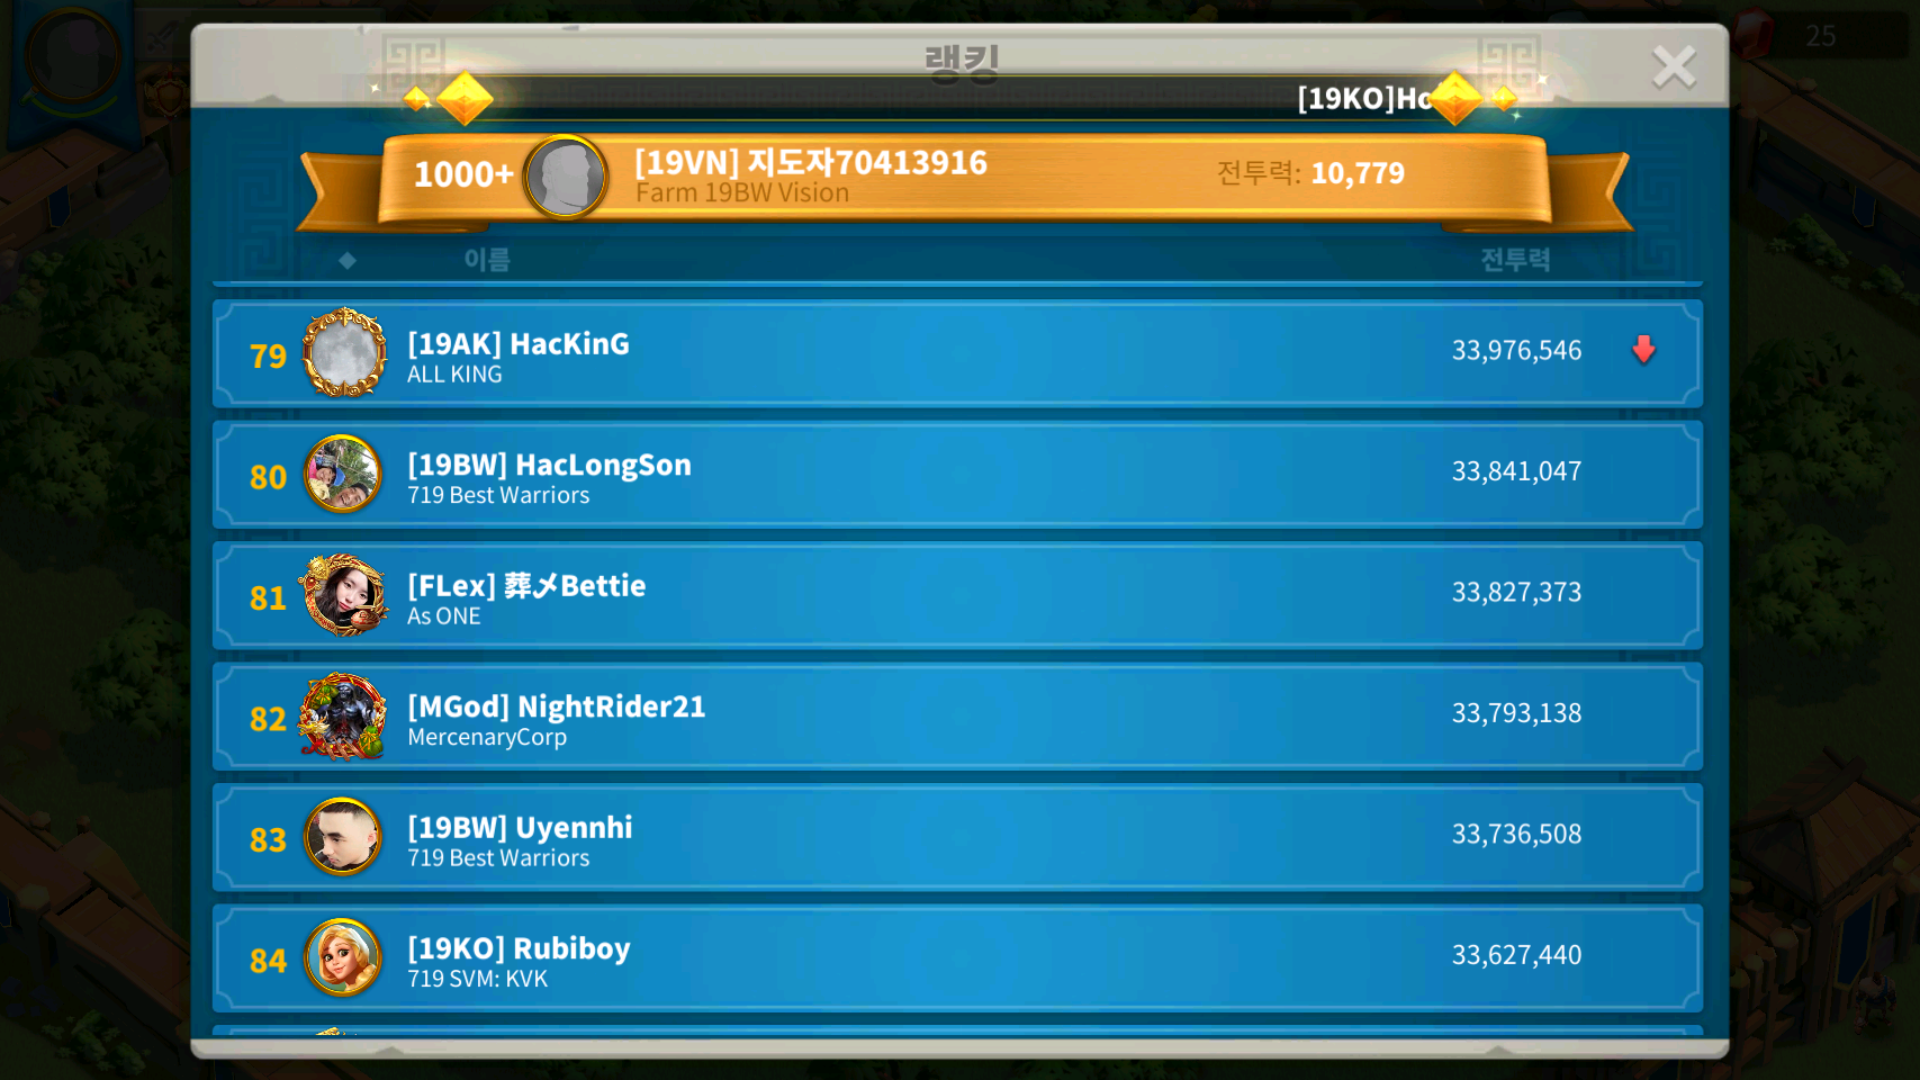 랭킹
25
[19KO]Ho
1000+
[19VN] 지도자70413916
Farm 19BW Vision
전투력: 10,779
이름
전투력
79
[19AK] HacKinG
ALL KING
33,976,546
80
[19BW] HacLongSon
719 Best Warriors
33,841,047
81
[FLex] 葬〆Bettie
As ONE
33,827,373
82
[MGod] NightRider21
MercenaryCorp
33,793,138
83
[19BW] Uyennhi
719 Best Warriors
33,736,508
84
[19KO] Rubiboy
719 SVM: KVK
33,627,440